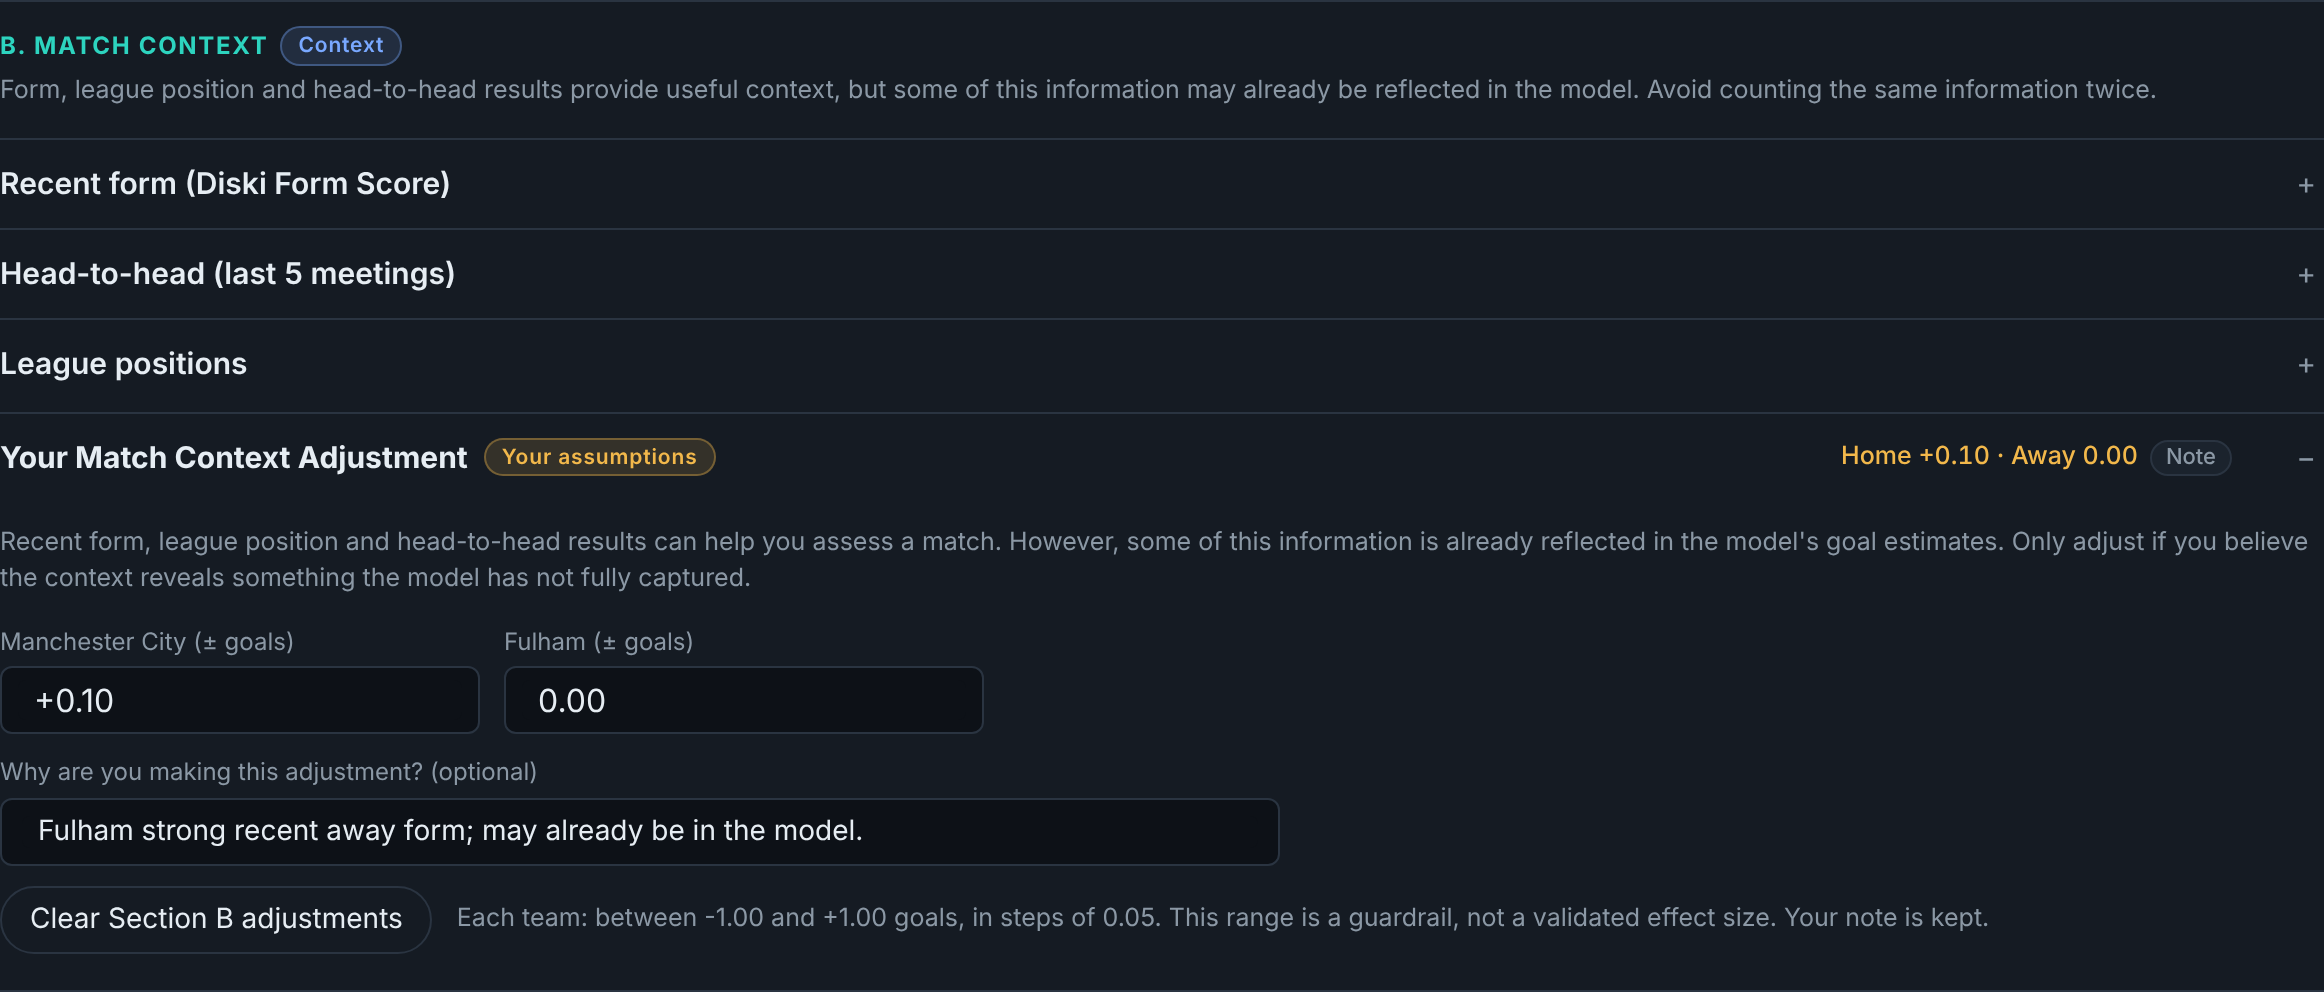 B. MATCH CONTEXT Context
Form, league position and head-to-head results provide useful context, but some of this information may already be reflected in the model. Avoid counting the same information twice.
Recent form (Diski Form Score) +
Head-to-head (last 5 meetings) +
League positions +
Your Match Context Adjustment Your assumptions Home +0.10 · Away 0.00 Note −
Recent form, league position and head-to-head results can help you assess a match. However, some of this information is already reflected in the model's goal estimates. Only adjust if you believe
the context reveals something the model has not fully captured.
Manchester City (± goals) Fulham (± goals)
+0.10 0.00
Why are you making this adjustment? (optional)
Fulham strong recent away form; may already be in the model.
Clear Section B adjustments Each team: between -1.00 and +1.00 goals, in steps of 0.05. This range is a guardrail, not a validated effect size. Your note is kept.